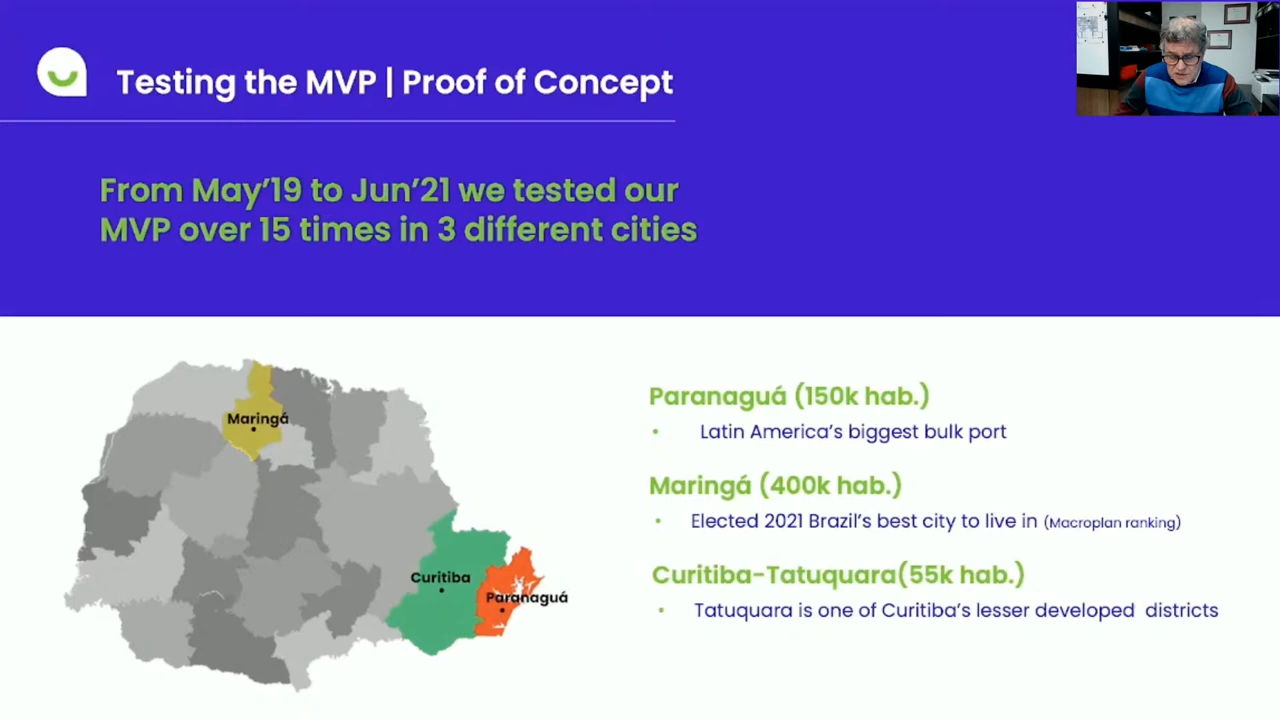 Testing the MVP | Proof of Concept
From May'19 to Jun'21 we tested our
MVP over 15 times in 3 different cities
Maringá
Curitiba
Paranaguá
Paranaguá (150k hab.)
• Latin America's biggest bulk port
Maringá (400k hab.)
• Elected 2021 Brazil's best city to live in (Macroplan ranking)
Curitiba-Tatuquara(55k hab.)
• Tatuquara is one of Curitiba's lesser developed districts